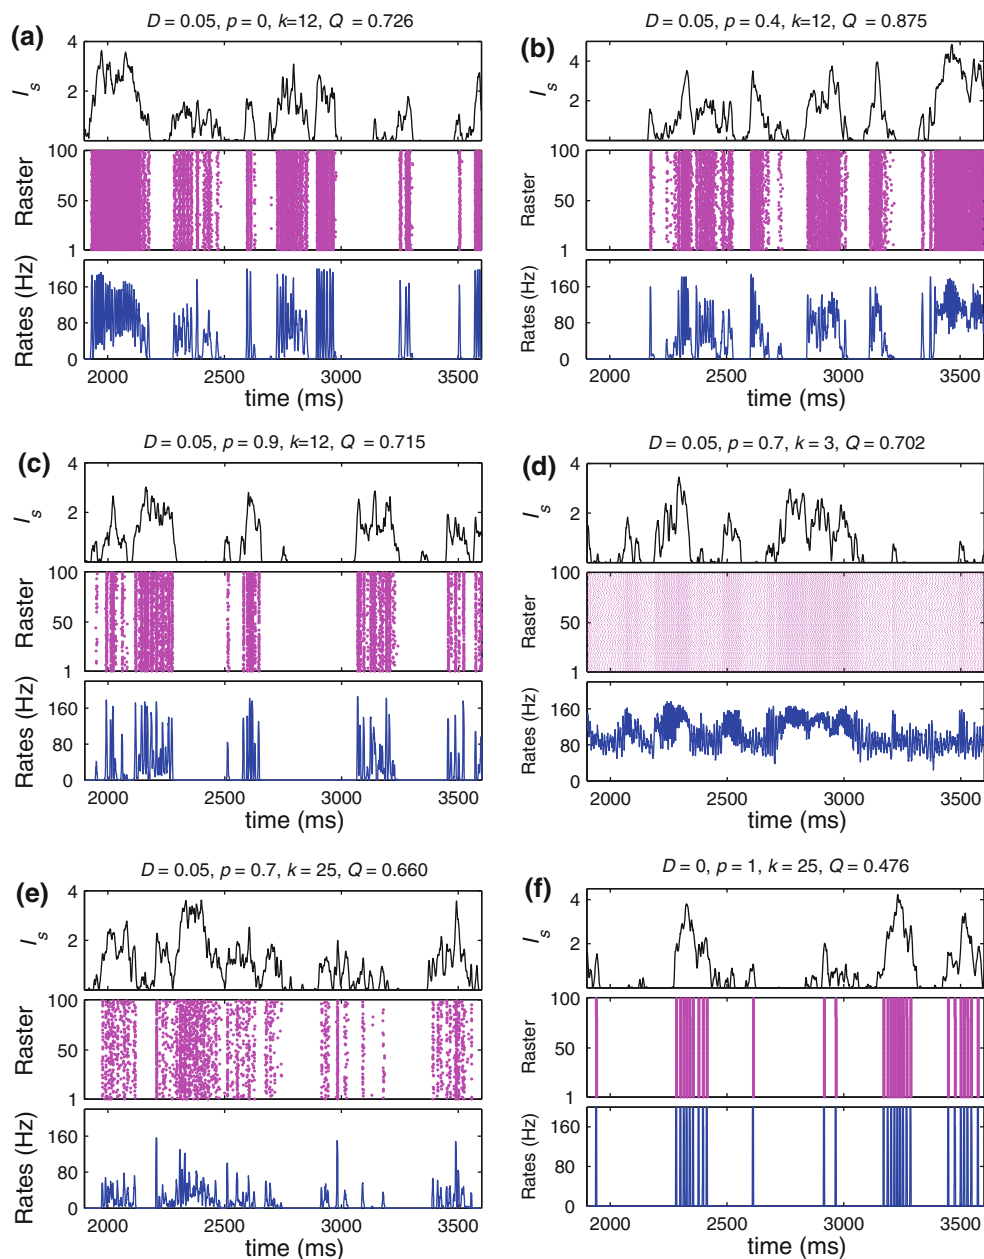 (a)
D = 0.05, p = 0, k=12, Q = 0.726
4
2
I_s
100
50
1
Raster
160
80
0
Rates (Hz)
2000 2500 3000 3500
time (ms)
(b)
D = 0.05, p = 0.4, k=12, Q = 0.875
4
2
I_s
100
50
1
Raster
160
80
0
Rates (Hz)
2000 2500 3000 3500
time (ms)
(c)
D = 0.05, p = 0.9, k=12, Q = 0.715
4
2
I_s
100
50
1
Raster
160
80
0
Rates (Hz)
2000 2500 3000 3500
time (ms)
(d)
D = 0.05, p = 0.7, k = 3, Q = 0.702
4
2
I_s
100
50
1
Raster
160
80
0
Rates (Hz)
2000 2500 3000 3500
time (ms)
(e)
D = 0.05, p = 0.7, k = 25, Q = 0.660
4
2
I_s
100
50
1
Raster
160
80
0
Rates (Hz)
2000 2500 3000 3500
time (ms)
(f)
D = 0, p = 1, k = 25, Q = 0.476
4
2
I_s
100
50
1
Raster
160
80
0
Rates (Hz)
2000 2500 3000 3500
time (ms)